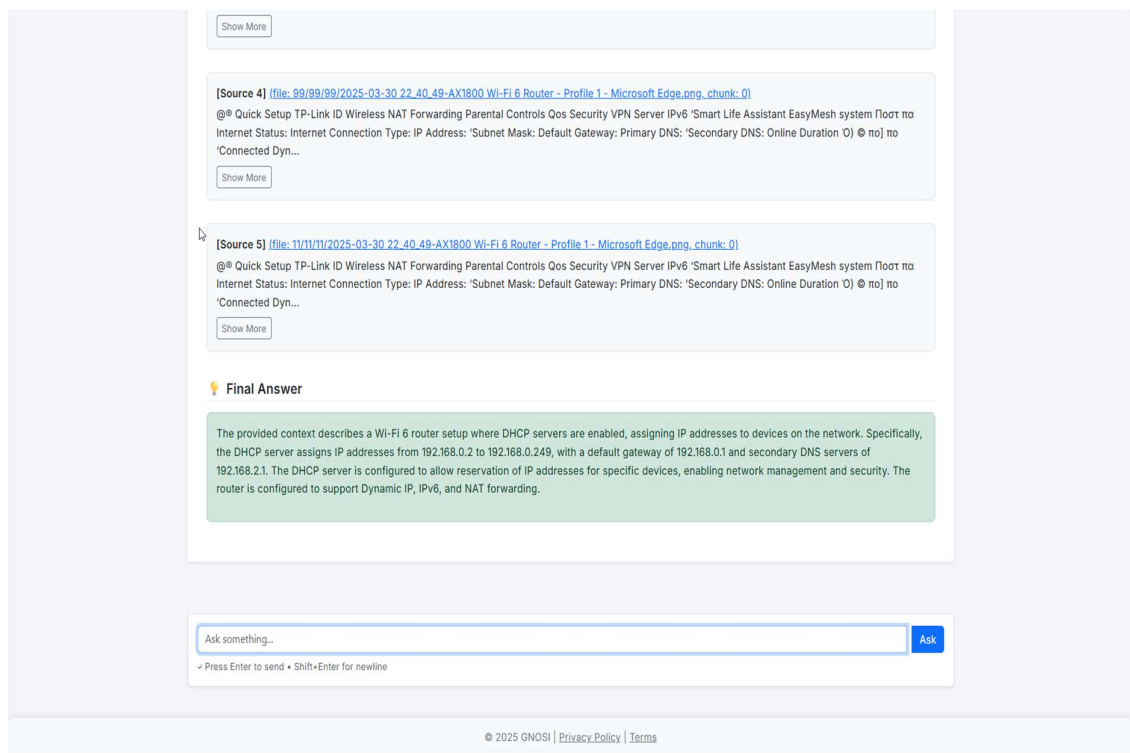 Show More
[Source 4] (file: 99/99/99/2025-03-30 22_40_49-AX1800 Wi-Fi 6 Router - Profile 1 - Microsoft Edge.png, chunk: 0)
@® Quick Setup TP-Link ID Wireless NAT Forwarding Parental Controls Qos Security VPN Server IPv6 ‘Smart Life Assistant EasyMesh system Ποστ πα
Internet Status: Internet Connection Type: IP Address: ‘Subnet Mask: Default Gateway: Primary DNS: ‘Secondary DNS: Online Duration Ό) © πο] πο
‘Connected Dyn...
Show More
[Source 5] (file: 11/11/11/2025-03-30 22_40_49-AX1800 Wi-Fi 6 Router - Profile 1 - Microsoft Edge.png, chunk: 0)
@® Quick Setup TP-Link ID Wireless NAT Forwarding Parental Controls Qos Security VPN Server IPv6 ‘Smart Life Assistant EasyMesh system Ποστ πα
Internet Status: Internet Connection Type: IP Address: ‘Subnet Mask: Default Gateway: Primary DNS: ‘Secondary DNS: Online Duration Ό) © πο] πο
‘Connected Dyn...
Show More
💡 Final Answer
The provided context describes a Wi-Fi 6 router setup where DHCP servers are enabled, assigning IP addresses to devices on the network. Specifically,
the DHCP server assigns IP addresses from 192.168.0.2 to 192.168.0.249, with a default gateway of 192.168.0.1 and secondary DNS servers of
192.168.2.1. The DHCP server is configured to allow reservation of IP addresses for specific devices, enabling network management and security. The
router is configured to support Dynamic IP, IPv6, and NAT forwarding.
Ask something...
Ask
↲ Press Enter to send • Shift+Enter for newline
© 2025 GNOSI | Privacy Policy | Terms